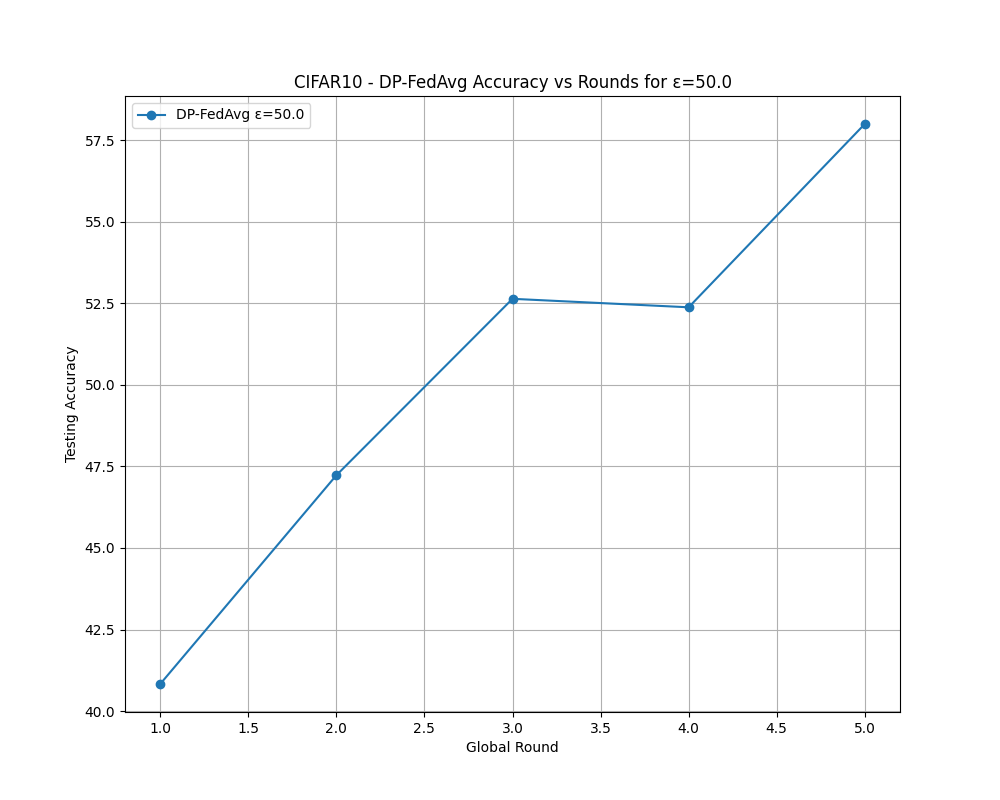 CIFAR10 - DP-FedAvg Accuracy vs Rounds for ε=50.0
DP-FedAvg ε=50.0
57.5
55.0
52.5
50.0
47.5
45.0
42.5
40.0
Testing Accuracy
1.0 1.5 2.0 2.5 3.0 3.5 4.0 4.5 5.0
Global Round